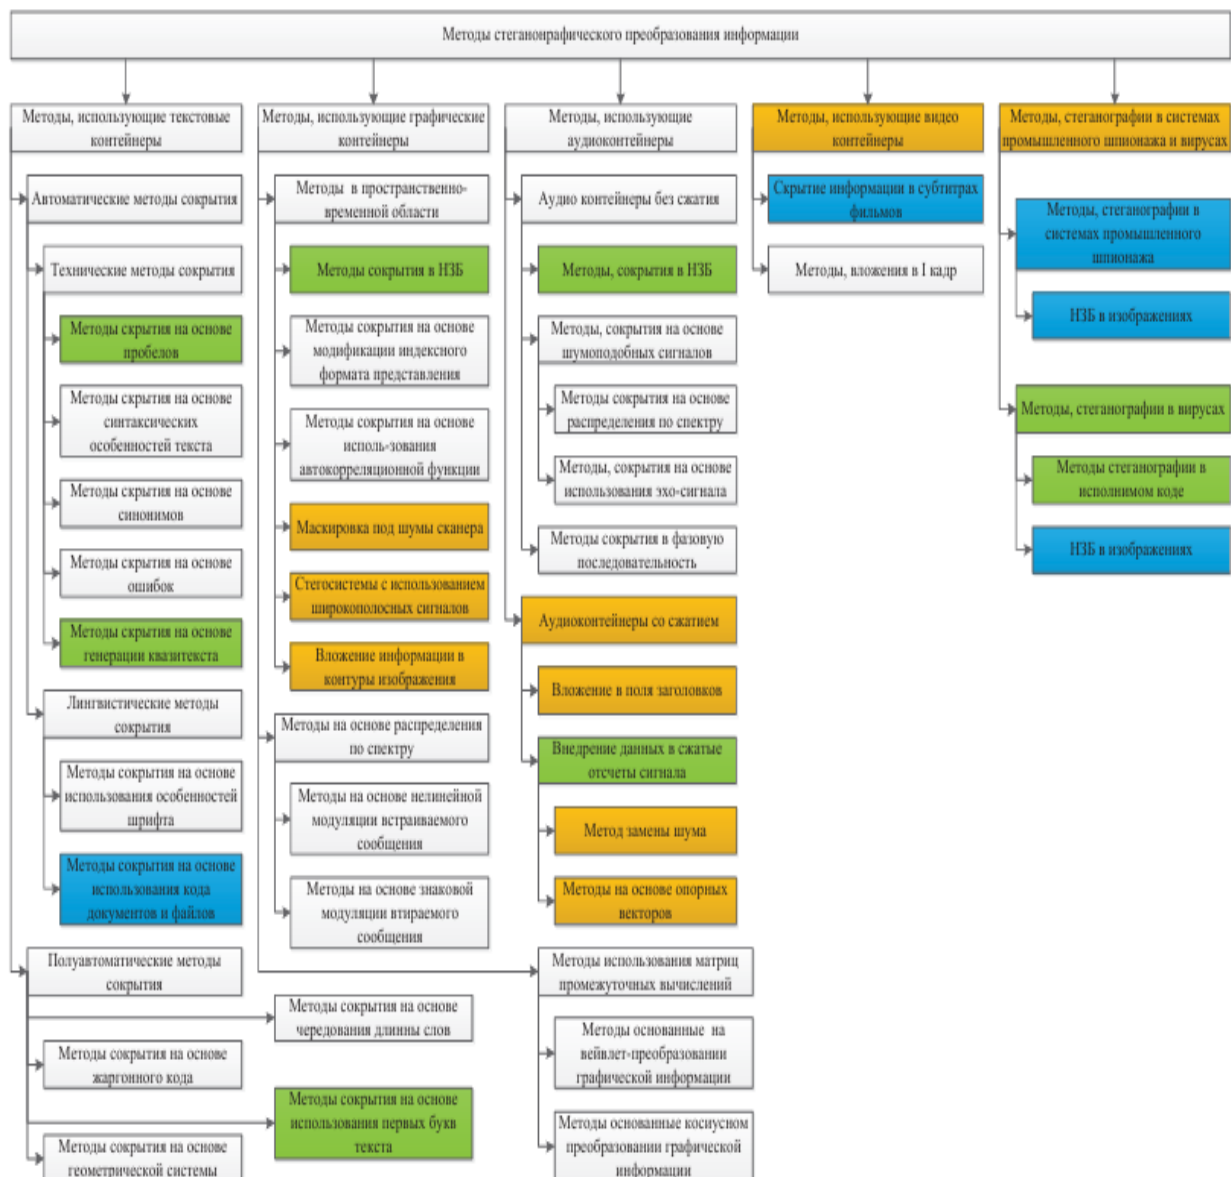 Методы стеганонрафического преобразования информации
Методы, использующие текстовые
контейнеры
Автоматические методы сокрытия
Технические методы сокрытия
Методы скрытия на основе
пробелов
Методы скрытия на основе
синтаксических
особенностей текста
Методы скрытия на основе
синонимов
Методы скрытия на основе
ошибок
Методы скрытия на основе
генерации квазитекста
Лингвистические методы
сокрытия
Методы сокрытия на основе
использования особенностей
шрифта
Методы сокрытия на основе
использования кода
документов и файлов
Полуавтоматические методы
сокрытия
Методы сокрытия на основе
чередования длинны слов
Методы сокрытия на основе
жаргонного кода
Методы сокрытия на основе
использования первых букв
текста
Методы сокрытия на основе
геометрической системы
Методы, использующие графические
контейнеры
Методы в пространственно-
временной области
Методы сокрытия в НЗБ
Методы сокрытия на основе
модификации индексного
формата представления
Методы сокрытия на основе
исполь-зования
автокорреляционной функции
Маскировка под шумы сканера
Стегосистемы с использованием
широкополосных сигналов
Вложение информации в
контуры изображения
Методы на основе распределения
по спектру
Методы на основе нелинейной
модуляции встраиваемого
сообщения
Методы на основе знаковой
модуляции втираемого
сообщения
Методы использования матриц
промежуточных вычислений
Методы основанные на
вейвлет-преобразовании
графической информации
Методы основанные косиусном
преобразовании графической
информации
Методы, использующие
аудиоконтейнеры
Аудио контейнеры без сжатия
Методы, сокрытия в НЗБ
Методы, сокрытия на основе
шумоподобных сигналов
Методы сокрытия на основе
распределения по спектру
Методы, сокрытия на основе
использования эхо-сигнала
Методы сокрытия в фазовую
последовательность
Аудиоконтейнеры со сжатием
Вложение в поля заголовков
Внедрение данных в сжатые
отсчеты сигнала
Метод замены шума
Методы на основе опорных
векторов
Методы, использующие видео
контейнеры
Скрытие информации в субтитрах
фильмов
Методы, вложения в I кадр
Методы, стеганографии в системах
промышленного шпионажа и вирусах
Методы, стеганографии в
системах промышленного
шпионажа
НЗБ в изображениях
Методы, стеганографии в вирусах
Методы стеганографии в
исполнимом коде
НЗБ в изображениях